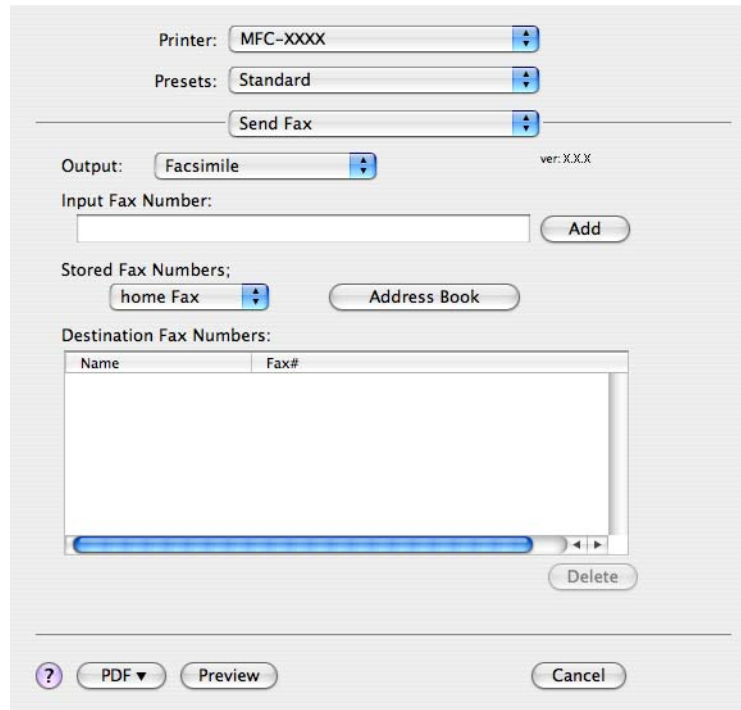 Printer: MFC-XXXX
Presets: Standard
Send Fax
Output: Facsimile ver: X.X.X
Input Fax Number:
Add
Stored Fax Numbers;
home Fax Address Book
Destination Fax Numbers:
Name Fax#
Delete
? PDF ▼ Preview Cancel